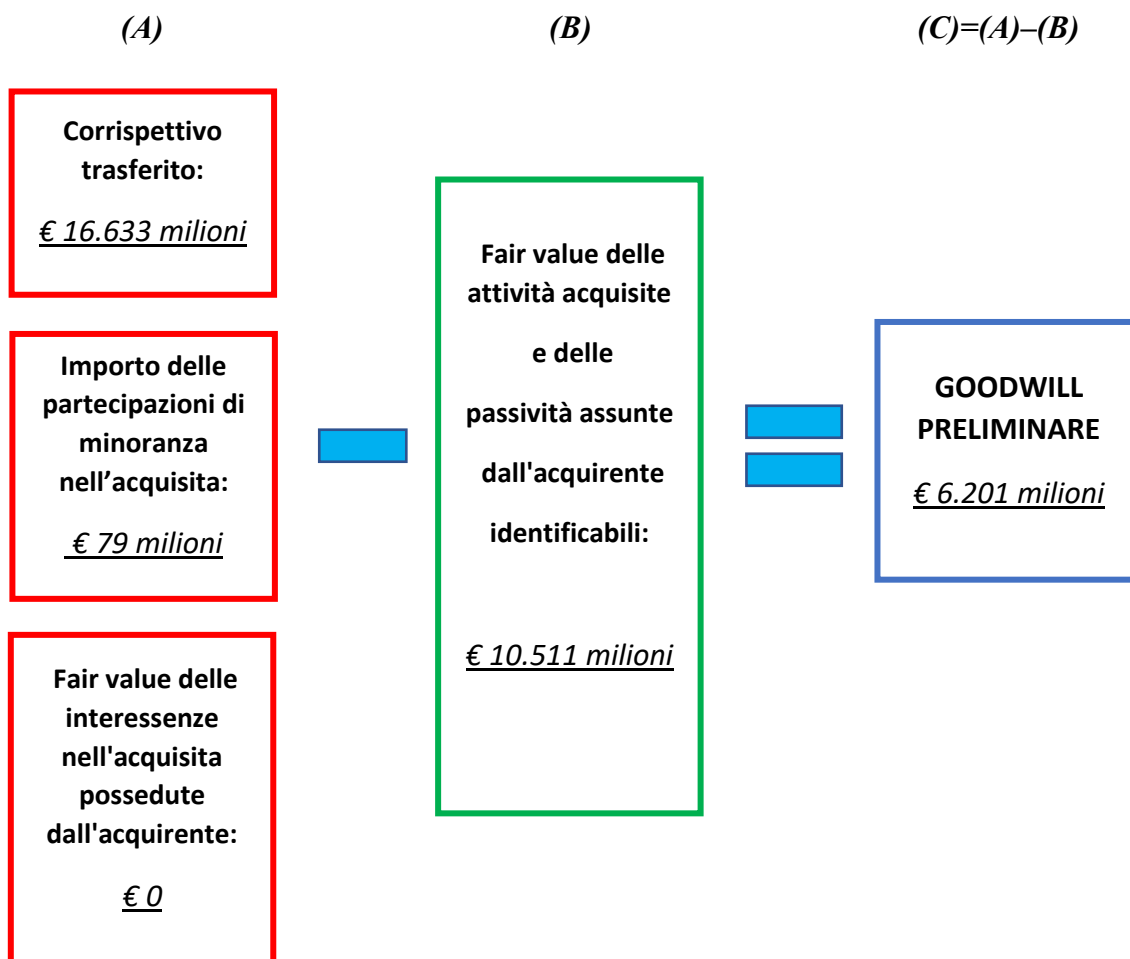 (A)
(B)
(C)=(A)–(B)
Corrispettivo
trasferito:
€ 16.633 milioni
Importo delle
partecipazioni di
minoranza
nell’acquisita:
€ 79 milioni
Fair value delle
interessenze
nell'acquisita
possedute
dall'acquirente:
€ 0
Fair value delle
attività acquisite
e delle
passività assunte
dall'acquirente
identificabili:
€ 10.511 milioni
GOODWILL
PRELIMINARE
€ 6.201 milioni